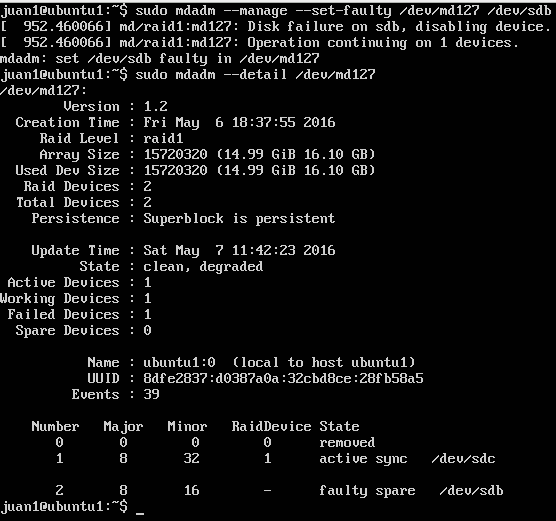 juan1@ubuntu1:~$ sudo mdadm --manage --set-faulty /dev/md127 /dev/sdb
[  952.460066] md/raid1:md127: Disk failure on sdb, disabling device.
[  952.460066] md/raid1:md127: Operation continuing on 1 devices.
mdadm: set /dev/sdb faulty in /dev/md127
juan1@ubuntu1:~$ sudo mdadm --detail /dev/md127
/dev/md127:
        Version : 1.2
  Creation Time : Fri May  6 18:37:55 2016
     Raid Level : raid1
     Array Size : 15720320 (14.99 GiB 16.10 GB)
  Used Dev Size : 15720320 (14.99 GiB 16.10 GB)
   Raid Devices : 2
  Total Devices : 2
    Persistence : Superblock is persistent

    Update Time : Sat May  7 11:42:23 2016
          State : clean, degraded
 Active Devices : 1
Working Devices : 1
 Failed Devices : 1
  Spare Devices : 0

           Name : ubuntu1:0  (local to host ubuntu1)
           UUID : 8dfe2837:d0387a0a:32cbd8ce:28fb58a5
         Events : 39

    Number   Major   Minor   RaidDevice State
       0       0        0        0      removed
       1       8       32        1      active sync   /dev/sdc

       2       8       16        -      faulty spare   /dev/sdb
juan1@ubuntu1:~$ _